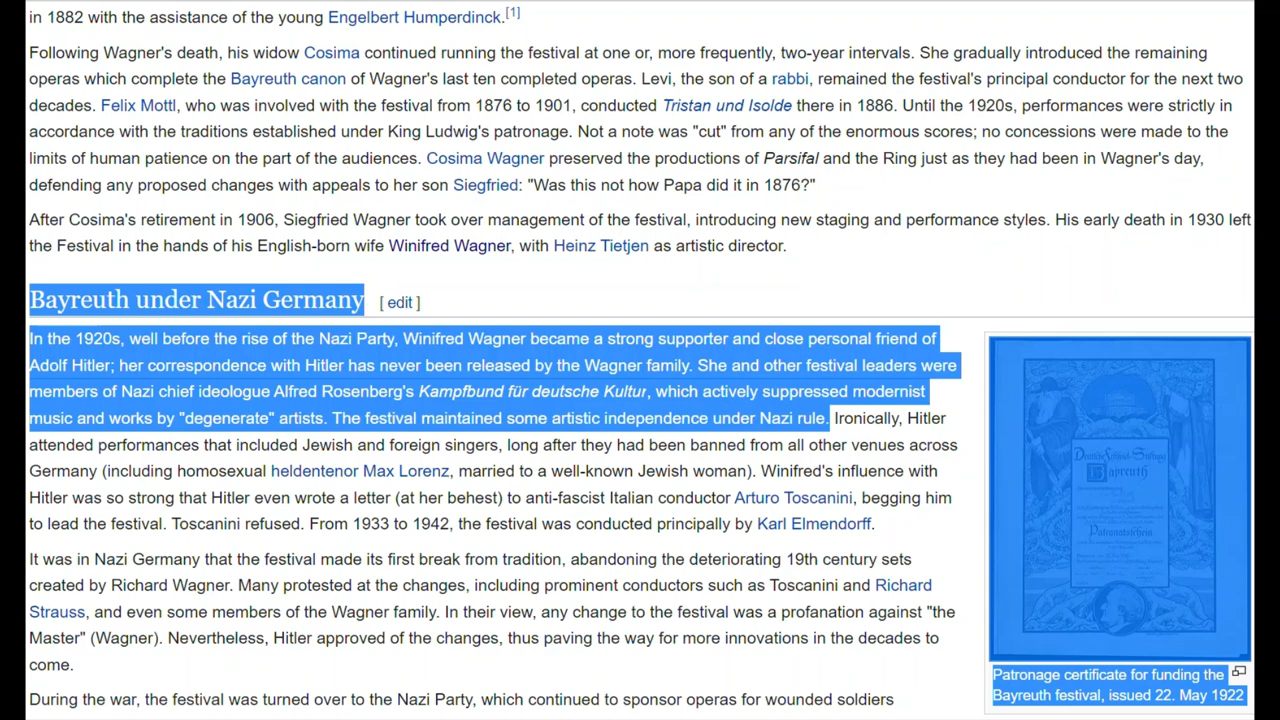 in 1882 with the assistance of the young Engelbert Humperdinck.[1]
Following Wagner's death, his widow Cosima continued running the festival at one or, more frequently, two-year intervals. She gradually introduced the remaining
operas which complete the Bayreuth canon of Wagner's last ten completed operas. Levi, the son of a rabbi, remained the festival's principal conductor for the next two
decades. Felix Mottl, who was involved with the festival from 1876 to 1901, conducted Tristan und Isolde there in 1886. Until the 1920s, performances were strictly in
accordance with the traditions established under King Ludwig's patronage. Not a note was "cut" from any of the enormous scores; no concessions were made to the
limits of human patience on the part of the audiences. Cosima Wagner preserved the productions of Parsifal and the Ring just as they had been in Wagner's day,
defending any proposed changes with appeals to her son Siegfried: "Was this not how Papa did it in 1876?"
After Cosima's retirement in 1906, Siegfried Wagner took over management of the festival, introducing new staging and performance styles. His early death in 1930 left
the Festival in the hands of his English-born wife Winifred Wagner, with Heinz Tietjen as artistic director.
Bayreuth under Nazi Germany [ edit ]
In the 1920s, well before the rise of the Nazi Party, Winifred Wagner became a strong supporter and close personal friend of
Adolf Hitler; her correspondence with Hitler has never been released by the Wagner family. She and other festival leaders were
members of Nazi chief ideologue Alfred Rosenberg's Kampfbund für deutsche Kultur, which actively suppressed modernist
music and works by "degenerate" artists. The festival maintained some artistic independence under Nazi rule. Ironically, Hitler
attended performances that included Jewish and foreign singers, long after they had been banned from all other venues across
Germany (including homosexual heldentenor Max Lorenz, married to a well-known Jewish woman). Winifred's influence with
Hitler was so strong that Hitler even wrote a letter (at her behest) to anti-fascist Italian conductor Arturo Toscanini, begging him
to lead the festival. Toscanini refused. From 1933 to 1942, the festival was conducted principally by Karl Elmendorff.
It was in Nazi Germany that the festival made its first break from tradition, abandoning the deteriorating 19th century sets
created by Richard Wagner. Many protested at the changes, including prominent conductors such as Toscanini and Richard
Strauss, and even some members of the Wagner family. In their view, any change to the festival was a profanation against "the
Master" (Wagner). Nevertheless, Hitler approved of the changes, thus paving the way for more innovations in the decades to
come.
During the war, the festival was turned over to the Nazi Party, which continued to sponsor operas for wounded soldiers
Bayreuth
Patronatschein
Patronage certificate for funding the
Bayreuth festival, issued 22. May 1922